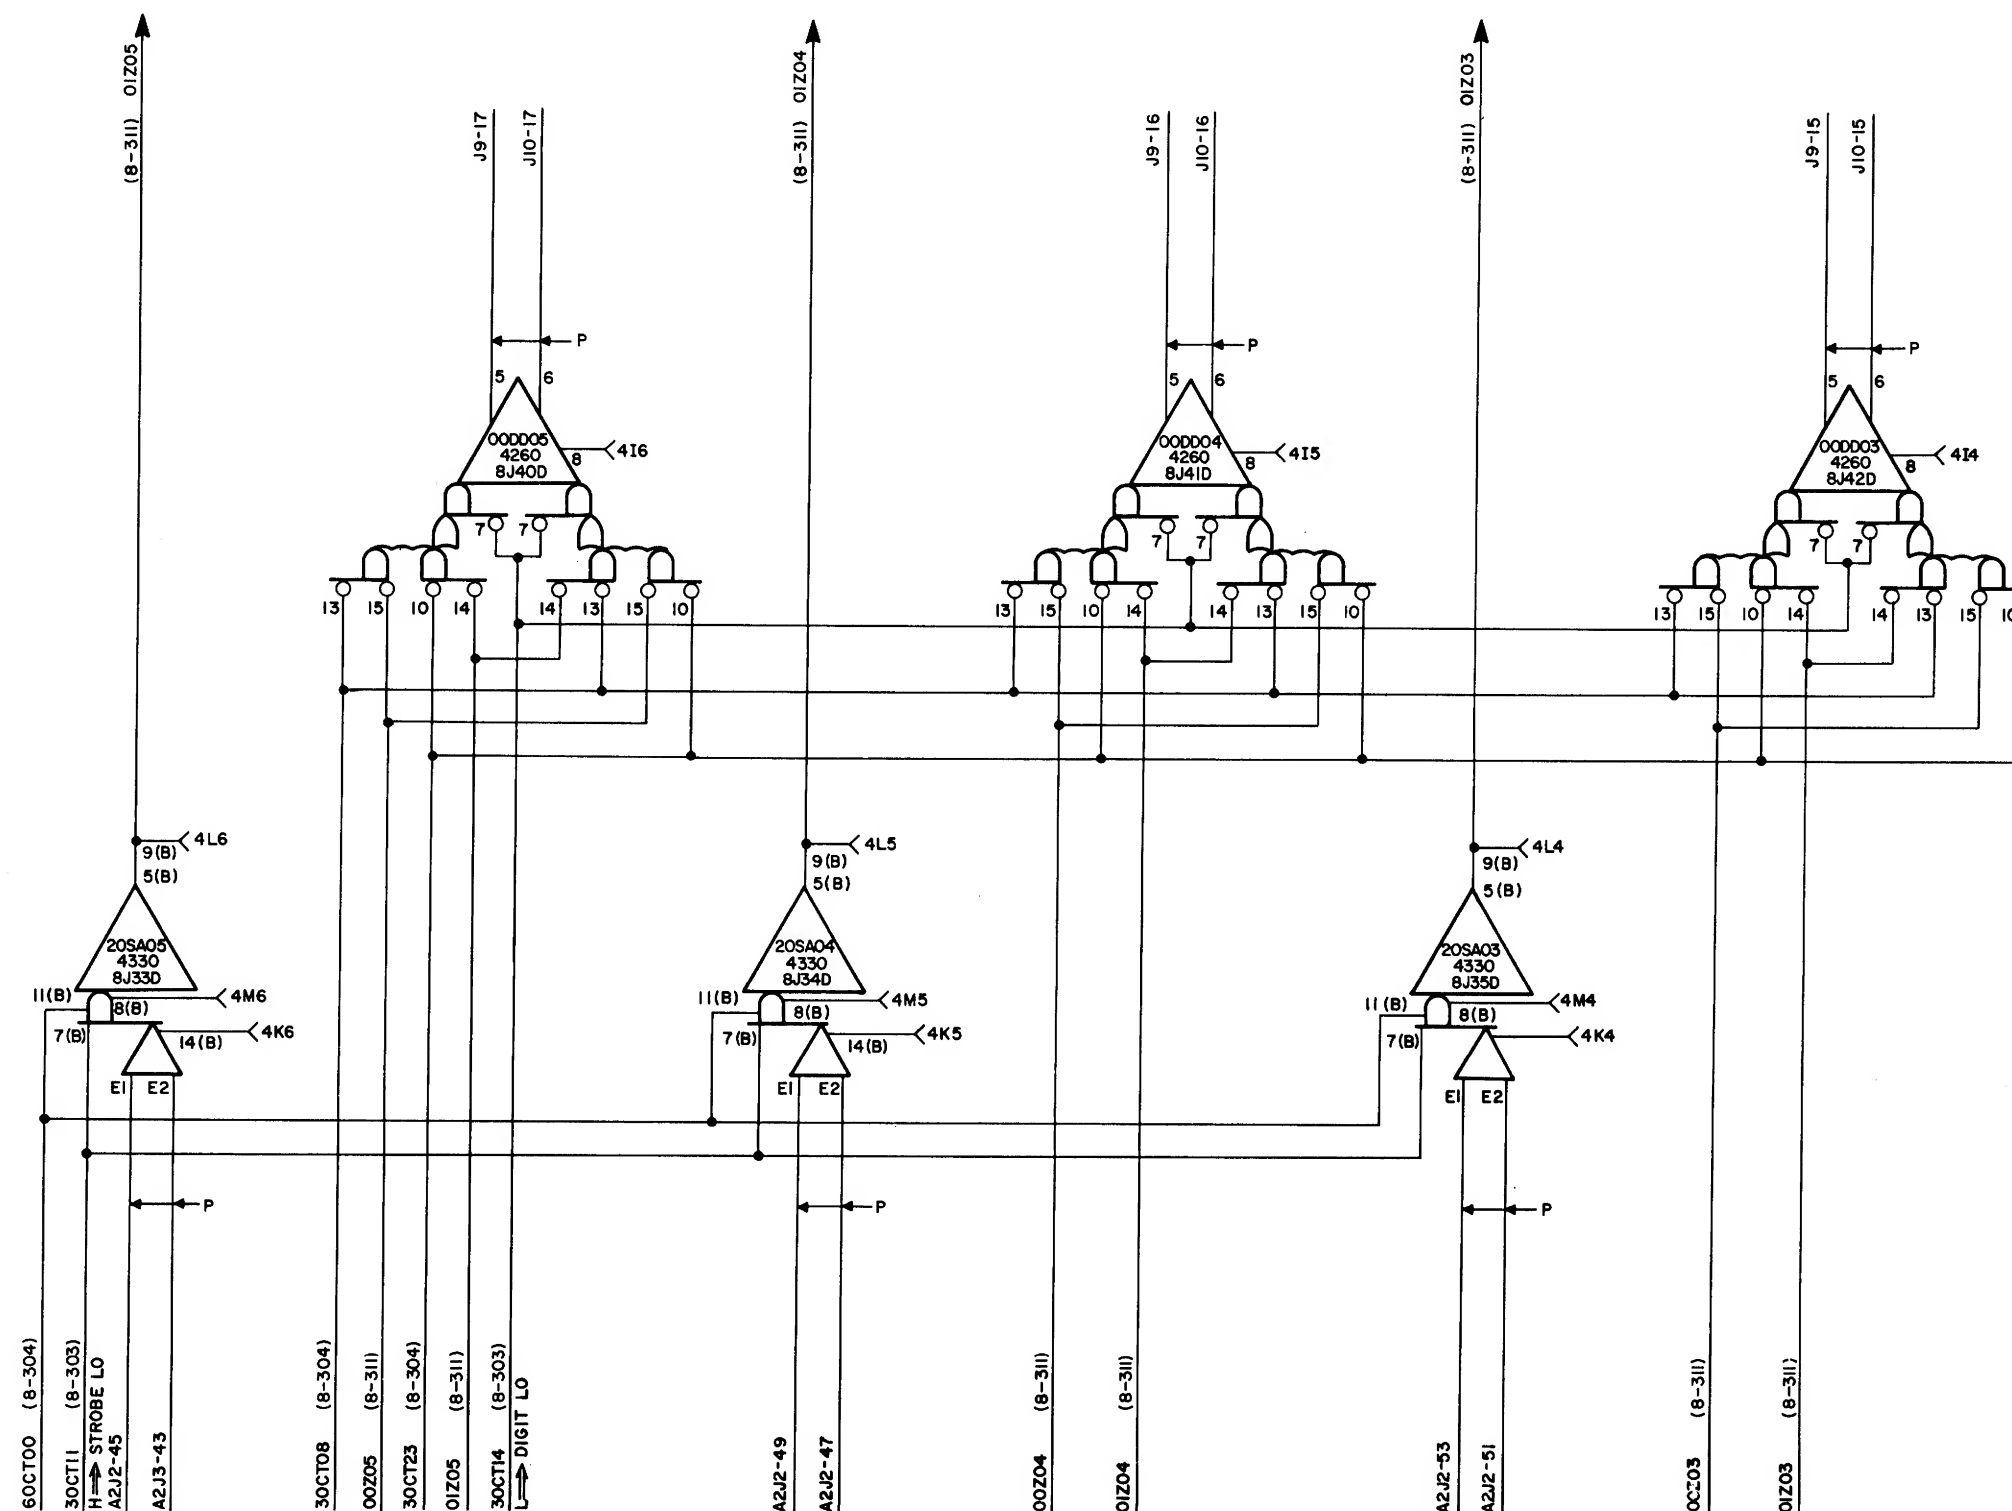 (8-311) 01Z05
J9-17
J10-17
(8-311) 01Z04
J9-16
J10-16
(8-311) 01Z03
J9-15
J10-15
P
P
P
5 6
5 6
5 6
00DD05
4260
8J40D
8
4I6
00DD04
4260
8J41D
8
4I5
00DD03
4260
8J42D
8
4I4
7
7 7
7 7
13 15 10 14 14 13 15 10
13 15 10 14 14 13 15 10
13 15 10 14 14 13 15
4L6
9(B)
5(B)
4L5
9(B)
5(B)
4L4
9(B)
5(B)
20SA05
4330
8J33D
20SA04
4330
8J34D
20SA03
4330
8J35D
11(B)
8(B)
4M6
7(B)
14(B)
4K6
E1 E2
11(B)
8(B)
4M5
7(B)
14(B)
4K5
E1 E2
11(B)
8(B)
4M4
7(B)
4K4
E1 E2
P
P
P
60CT00 (8-304)
30CT11 (8-303)
H⟹STROBE LO
A2J2-45
A2J3-43
30CT08 (8-304)
00Z05 (8-311)
30CT23 (8-304)
01Z05 (8-311)
30CT14 (8-303)
L⟹DIGIT LO
A2J2-49
A2J2-47
00Z04 (8-311)
01Z04 (8-311)
A2J2-53
A2J2-51
(8-311)
01Z03 (8-311)